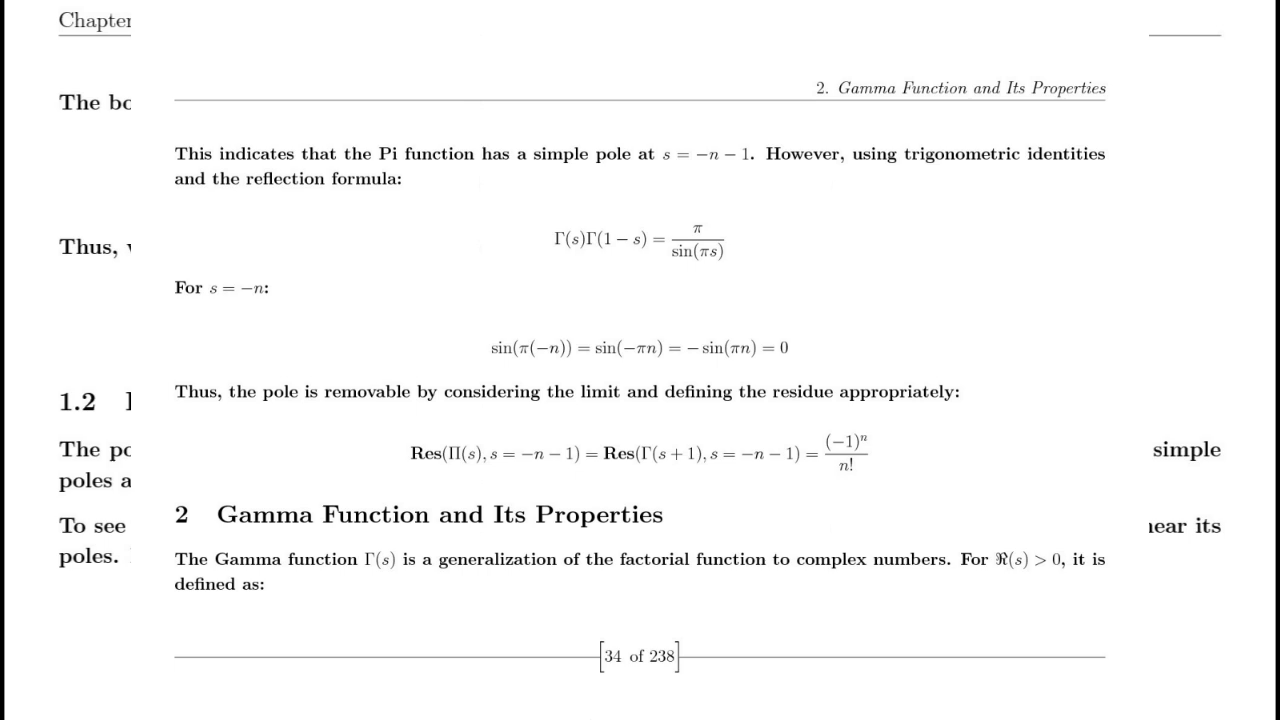 Chapter
The
Thus,
1.2
The
poles
To see
poles.
simple
its
2. Gamma Function and Its Properties
This indicates that the Pi function has a simple pole at s = −n − 1. However, using trigonometric identities
and the reflection formula:
Γ(s)Γ(1 − s) = π / sin(πs)
For s = −n:
sin(π(−n)) = sin(−πn) = − sin(πn) = 0
Thus, the pole is removable by considering the limit and defining the residue appropriately:
Res(Π(s), s = −n − 1) = Res(Γ(s + 1), s = −n − 1) = (−1)ⁿ / n!
2 Gamma Function and Its Properties
The Gamma function Γ(s) is a generalization of the factorial function to complex numbers. For ℜ(s) > 0, it is
defined as:
34 of 238